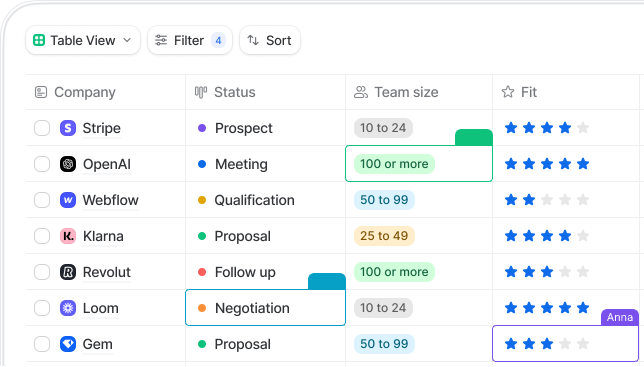 Table View Filter 4 Sort
Company Status Team size Fit
Stripe Prospect 10 to 24
OpenAI Meeting 100 or more
Webflow Qualification 50 to 99
K. Klarna Proposal 25 to 49
R Revolut Follow up 100 or more
Loom Negotiation 10 to 24
Anna
Gem Proposal 50 to 99